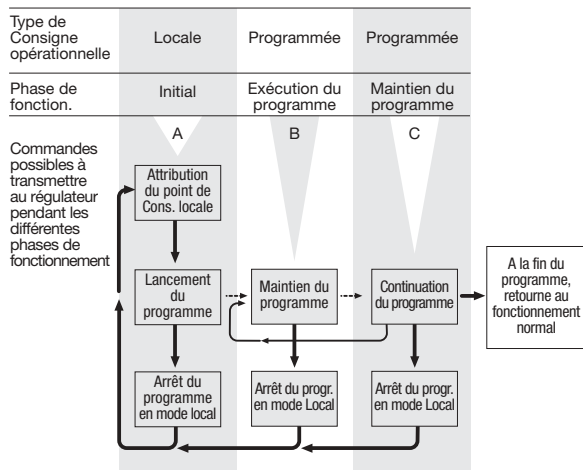 Type de
Consigne
opérationnelle
Locale
Programmée
Programmée
Phase de
fonction.
Initial
Exécution du
programme
Maintien du
programme
A
B
C
Commandes
possibles à
transmettre
au régulateur
pendant les
différentes
phases de
fonctionnement
Attribution
du point de
Cons. locale
Lancement
du
programme
Maintien du
programme
Continuation
du programme
A la fin du
programme,
retourne au
fonctionnement
normal
Arrêt du
programme
en mode local
Arrêt du progr.
en mode Local
Arrêt du progr.
en mode Local